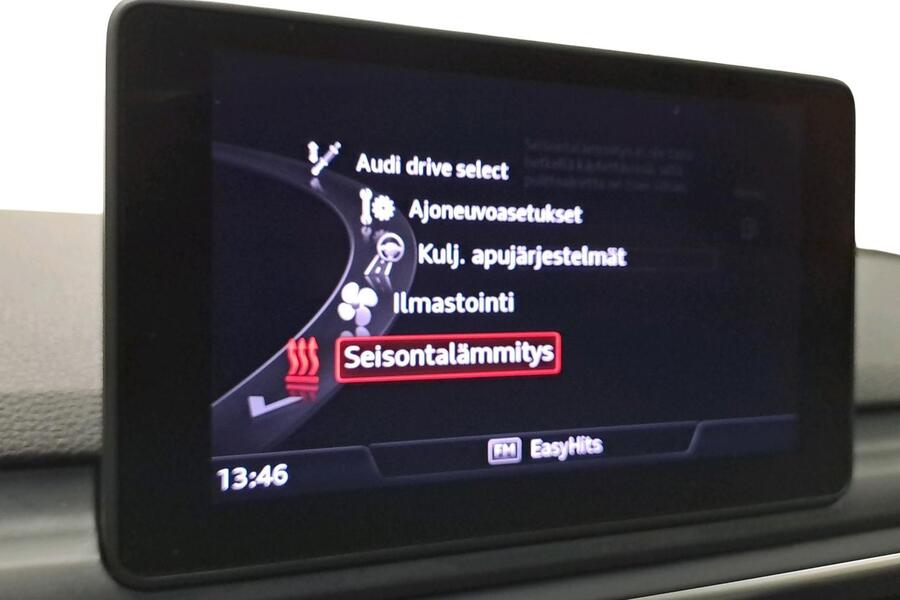 Audi drive select
Ajoneuvoasetukset
Kulj. apujärjestelmät
Ilmastointi
Seisontalämmitys
FM EasyHits
13:46